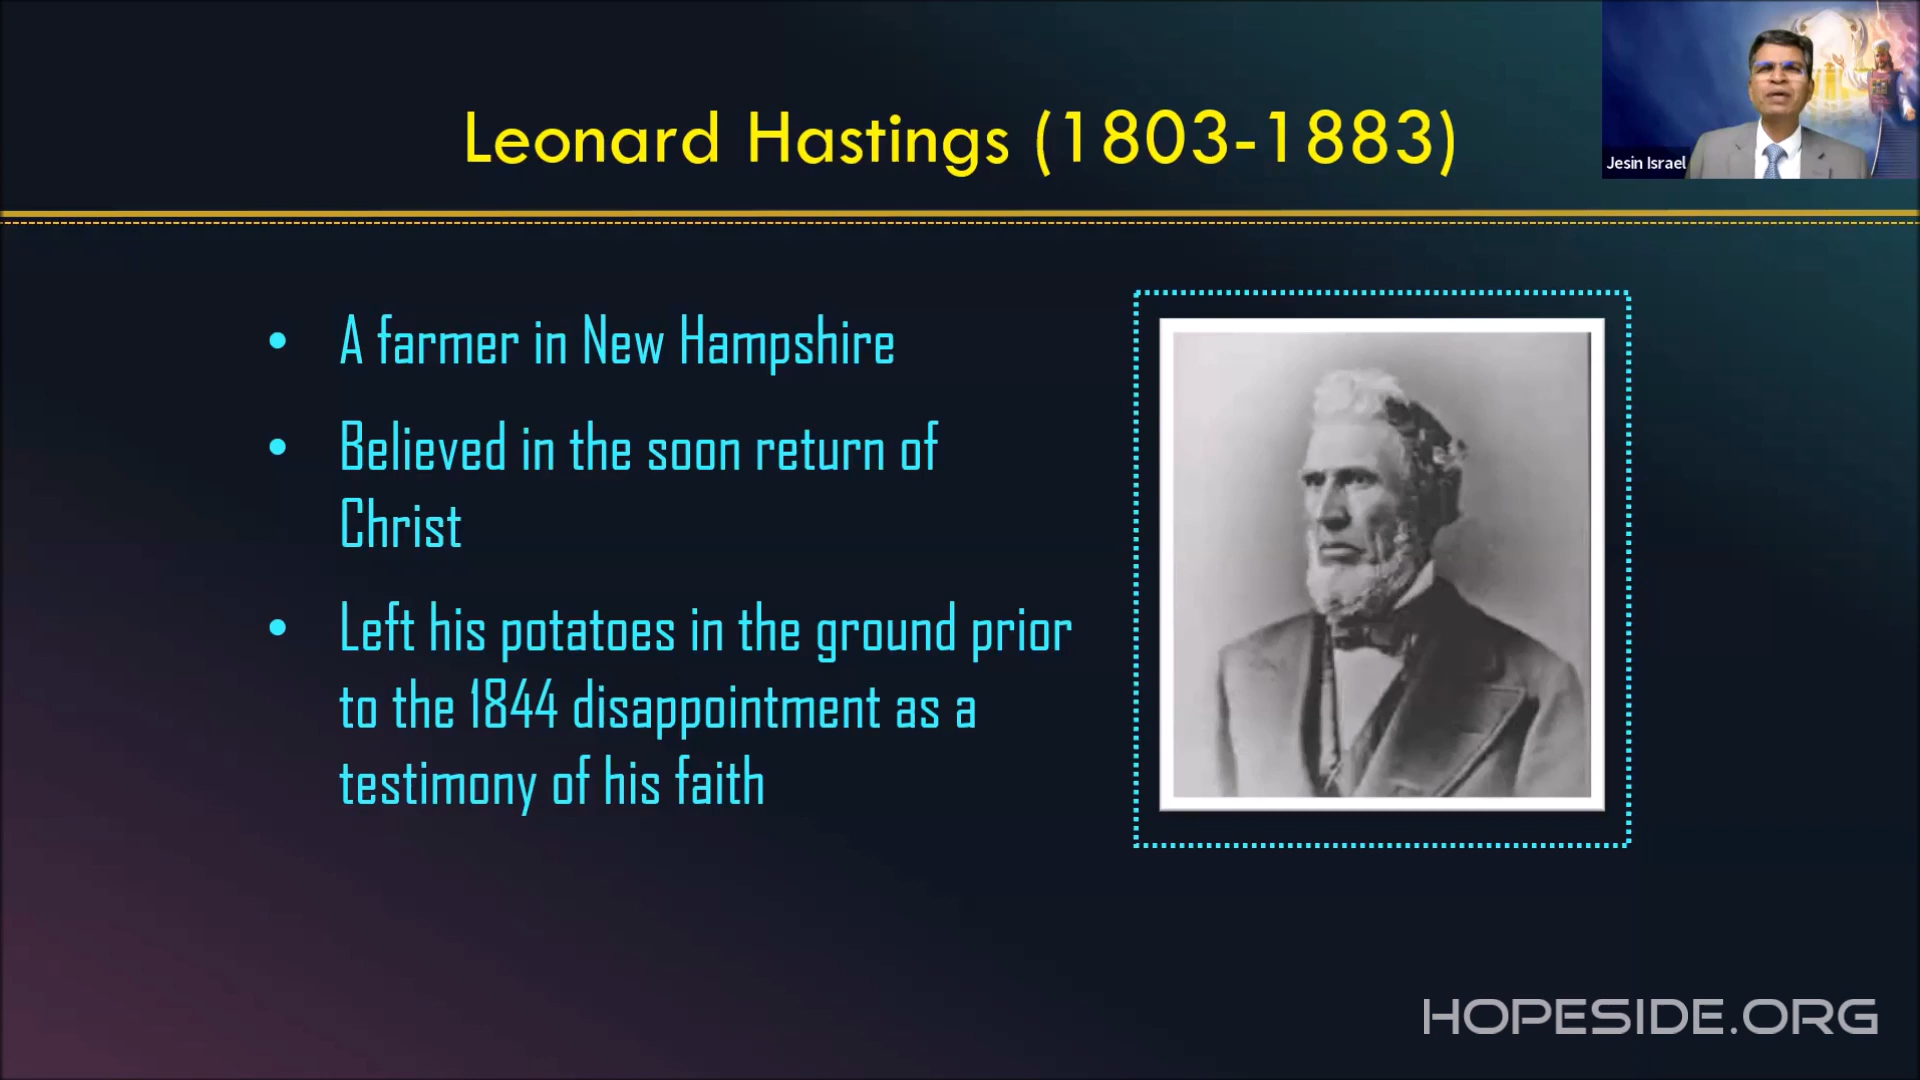 Leonard Hastings (1803-1883)
Jesin Israel
• A farmer in New Hampshire
• Believed in the soon return of
Christ
• Left his potatoes in the ground prior
to the 1844 disappointment as a
testimony of his faith
HOPESIDE.ORG